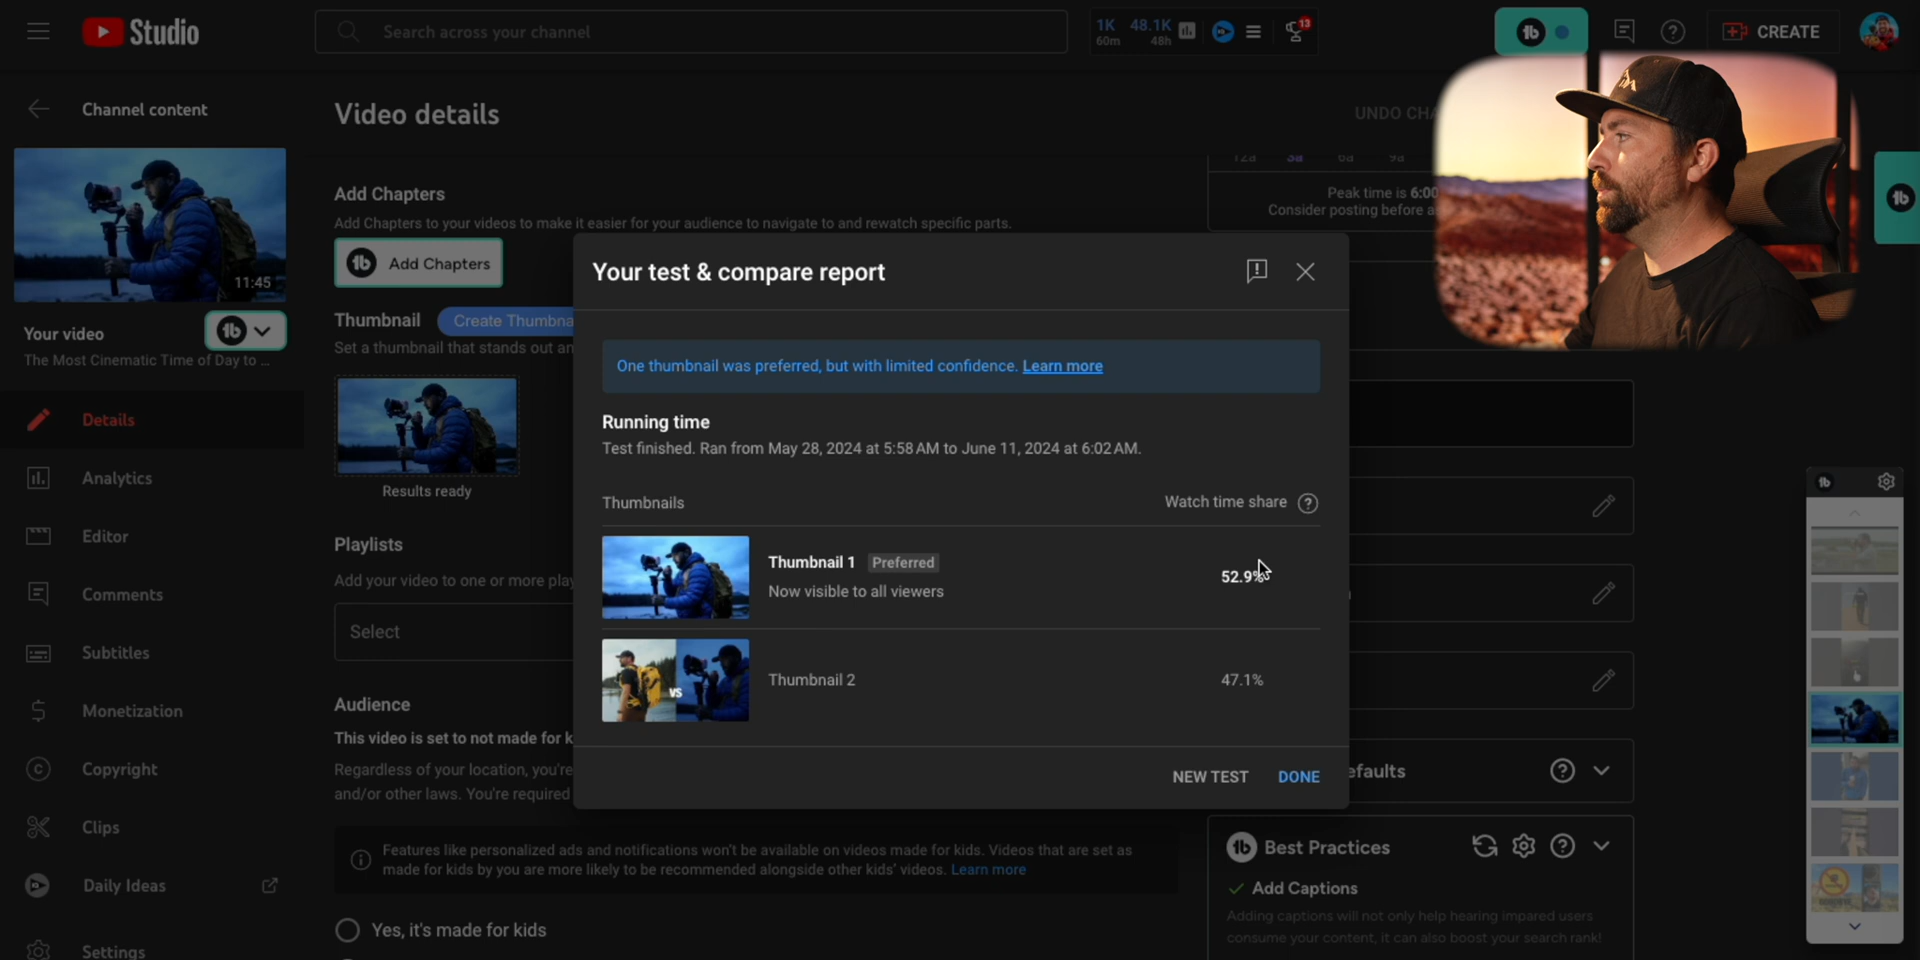 Studio
Search across your channel
1K
60m
48.1K
48h
13
CREATE
Channel content
Video details
UNDO CHA
12a 3a 6a 9a
Peak time is 6:00
Consider posting before a
Add Chapters
Add Chapters to your videos to make it easier for your audience to navigate to and rewatch specific parts.
Add Chapters
11:45
Your video
The Most Cinematic Time of Day to ...
Thumbnail
Create Thumbna
Set a thumbnail that stands out an
Results ready
Your test & compare report
One thumbnail was preferred, but with limited confidence. Learn more
Running time
Test finished. Ran from May 28, 2024 at 5:58 AM to June 11, 2024 at 6:02 AM.
Thumbnails
Watch time share
Thumbnail 1 Preferred
Now visible to all viewers
52.9%
VS
Thumbnail 2
47.1%
NEW TEST
DONE
Details
Analytics
Editor
Comments
Subtitles
Monetization
Copyright
Clips
Daily Ideas
Settings
Playlists
Add your video to one or more play
Select
Audience
This video is set to not made for k
Regardless of your location, you're
and/or other laws. You're required
Features like personalized ads and notifications won't be available on videos made for kids. Videos that are set as
made for kids by you are more likely to be recommended alongside other kids' videos. Learn more
Yes, it's made for kids
efaults
Best Practices
Add Captions
Adding captions will not only help hearing impared users
consume your content, it can also boost your search rank!